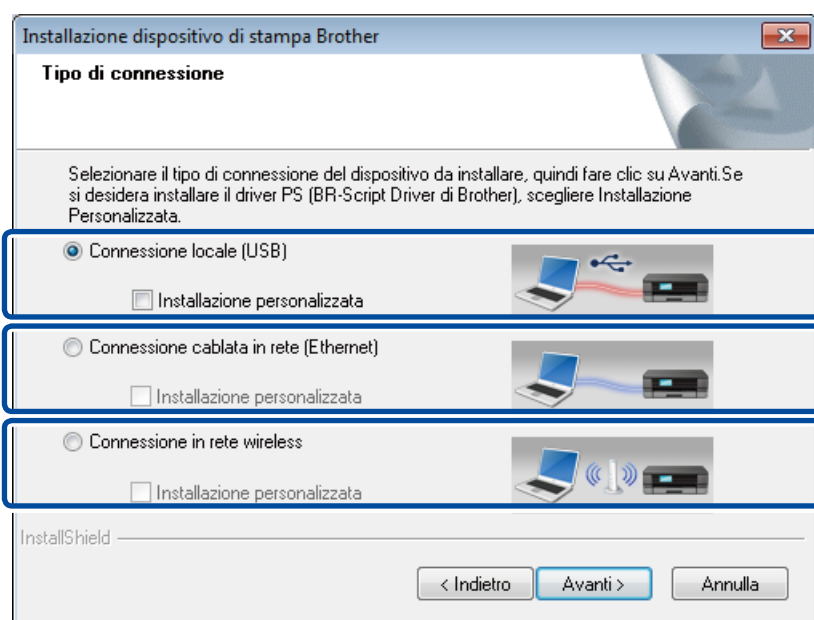 Installazione dispositivo di stampa Brother
Tipo di connessione
Selezionare il tipo di connessione del dispositivo da installare, quindi fare clic su Avanti.Se
si desidera installare il driver PS (BR-Script Driver di Brother), scegliere Installazione
Personalizzata.
Connessione locale (USB)
Installazione personalizzata
Connessione cablata in rete (Ethernet)
Installazione personalizzata
Connessione in rete wireless
Installazione personalizzata
InstallShield
< Indietro Avanti > Annulla